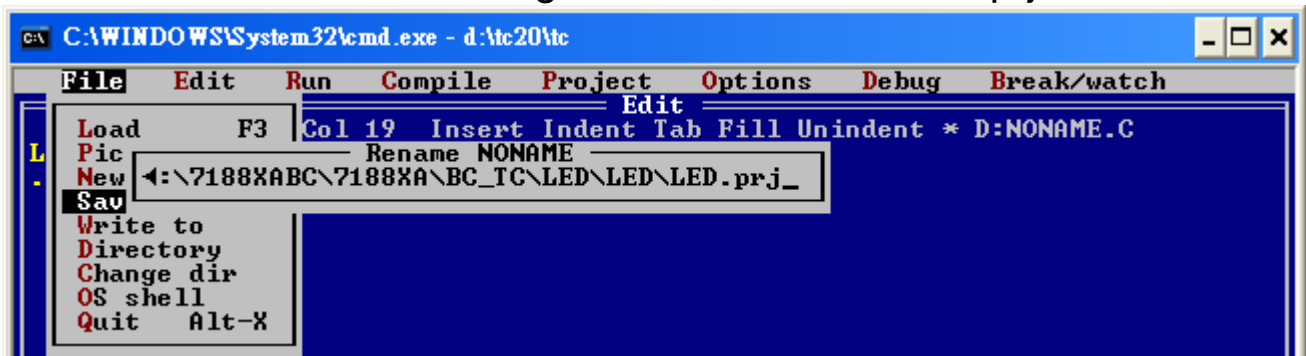 C:\WINDOWS\System32\cmd.exe - d:\tc20\tc
File Edit Run Compile Project Options Debug Break/watch
Edit
Load F3 Col 19 Insert Indent Tab Fill Unindent * D:NONAME.C
L Pic Rename NONAME
New ◄:\7188XABC\7188XA\BC_TC\LED\LED\LED.prj_
Sav
Write to
Directory
Change dir
OS shell
Quit Alt-X